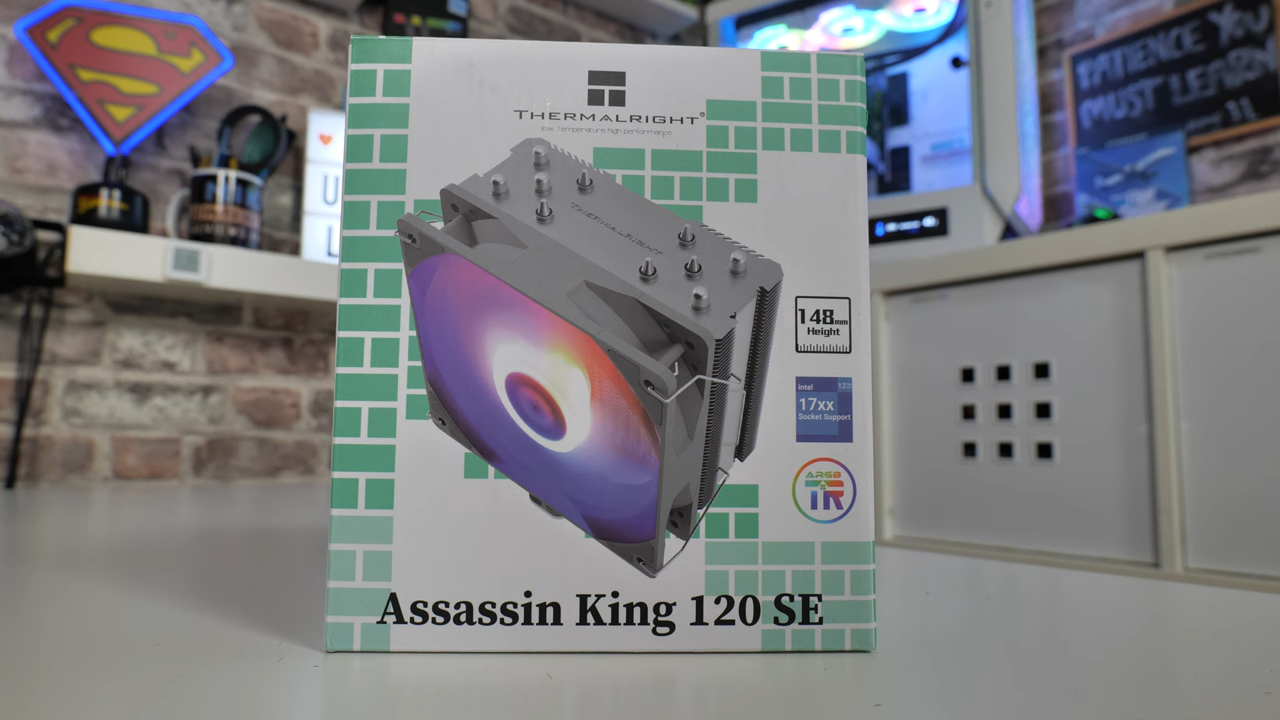 THERMALRIGHT®
low Temperature high performance
THERMALRIGHT
148mm
Height
intel 12th
17xx
Socket Support
ARGB
TR
Assassin King 120 SE
PATIENCE YOU
MUST LEARN
U
L